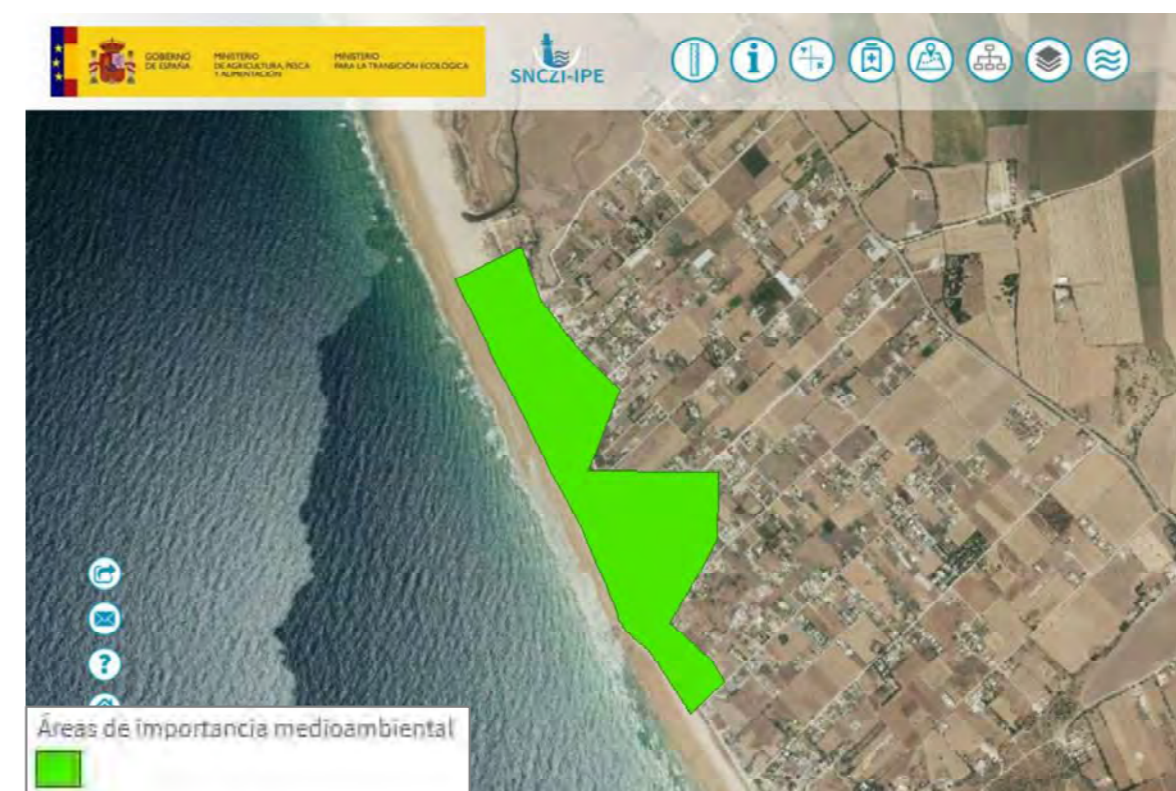 GOBIERNO
DE ESPAÑA
MINISTERIO
DE AGRICULTURA, PESCA
Y ALIMENTACIÓN
MINISTERIO
PARA LA TRANSICIÓN ECOLÓGICA
SNCZI-IPE
Áreas de importancia medioambiental